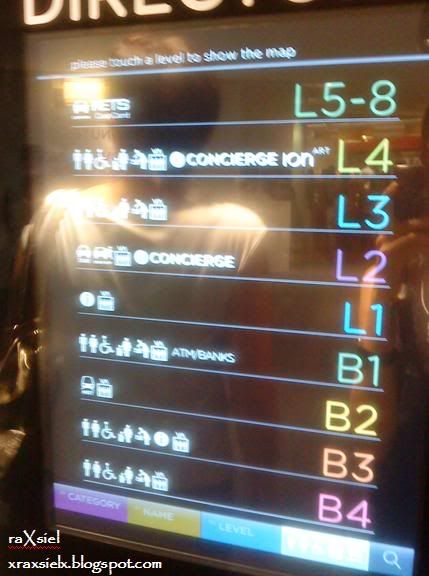 DIRECTO
please touch a level to show the map
L5-8
CONCIERGE ION ART L4
L3
CONCIERGE L2
L1
ATM/BANKS B1
B2
B3
B4
CATEGORY NAME LEVEL
raXsiel
xraxsielx.blogspot.com